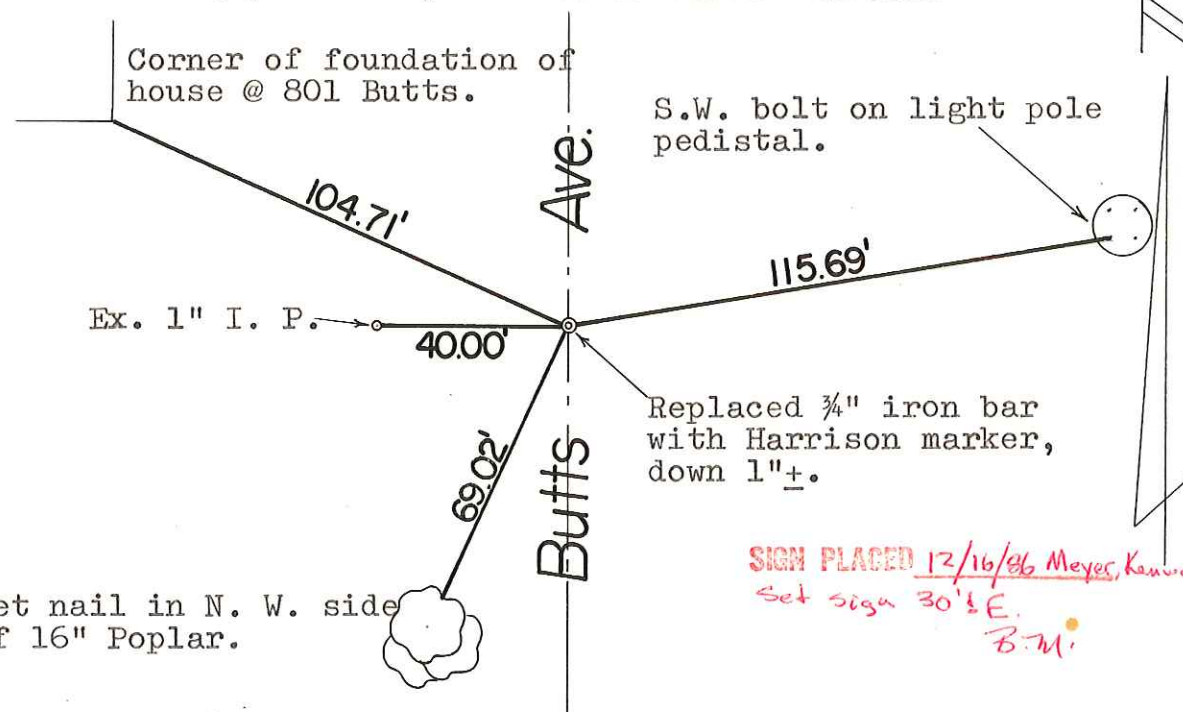 Corner of foundation of
house @ 801 Butts.
S.W. bolt on light pole
pedistal.
Ave.
104.71'
115.69'
Ex. 1" I. P.
40.00'
Replaced ¾" iron bar
with Harrison marker,
down 1"±.
69.02'
Butts
SIGN PLACED 12/16/86 Meyer,
Set sign 30'± E.
B.M.
et nail in N. W. side
f 16" Poplar.